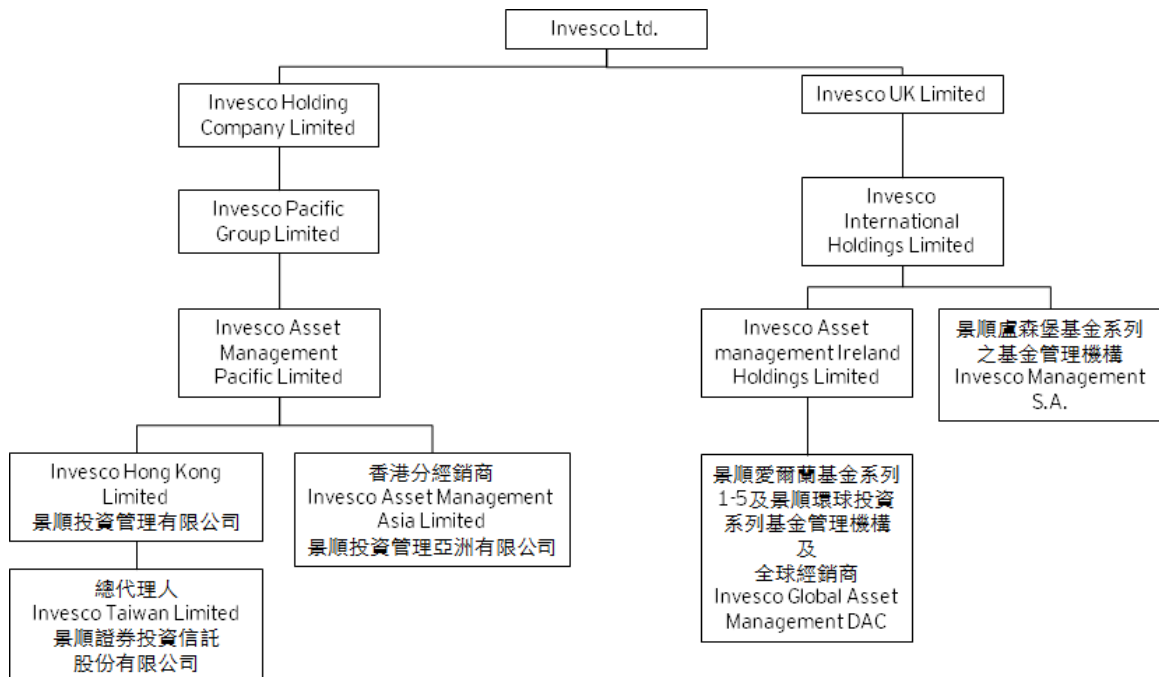 Invesco Ltd.
Invesco Holding
Company Limited
Invesco UK Limited
Invesco Pacific
Group Limited
Invesco
International
Holdings Limited
Invesco Asset
Management
Pacific Limited
Invesco Asset
management Ireland
Holdings Limited
景順盧森堡基金系列
之基金管理機構
Invesco Management
S.A.
Invesco Hong Kong
Limited
景順投資管理有限公司
香港分經銷商
Invesco Asset Management
Asia Limited
景順投資管理亞洲有限公司
景順愛爾蘭基金系列
1-5及景順環球投資
系列基金管理機構
及
全球經銷商
Invesco Global Asset
Management DAC
總代理人
Invesco Taiwan Limited
景順證券投資信託
股份有限公司